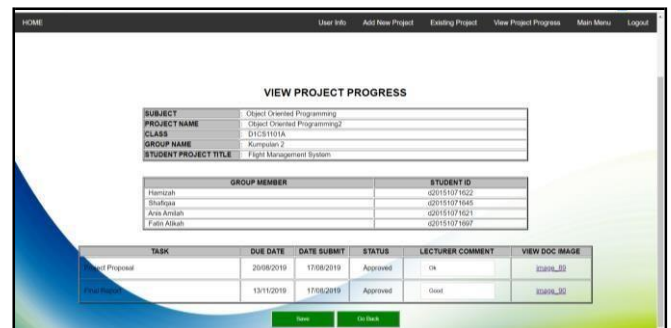 HOME User Info Add New Project Existing Project View Project Progress Main Menu Logout
VIEW PROJECT PROGRESS
SUBJECT : Object Oriented Programming
PROJECT NAME : Object Oriented Programming2
CLASS : D1CS1101A
GROUP NAME : Kumpulan 2
STUDENT PROJECT TITLE : Flight Management System
GROUP MEMBER STUDENT ID
Hamizah d20151071622
Shafiqaa d20151071645
Anis Amilah d20151071621
Fatin Atikah d20151071697
TASK DUE DATE DATE SUBMIT STATUS LECTURER COMMENT VIEW DOC IMAGE
Project Proposal 20/08/2019 17/08/2019 Approved Ok image_89
Final Report 13/11/2019 17/08/2019 Approved Good image_90
Save Go Back